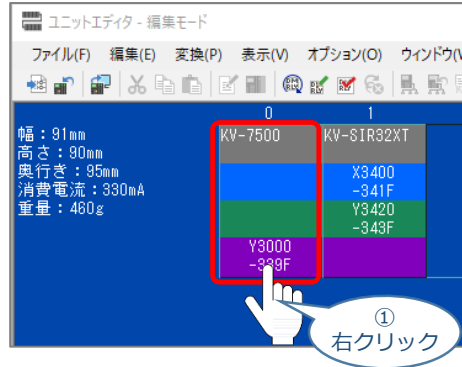 ユニットエディタ - 編集モード
ファイル(F) 編集(E) 変換(P) 表示(V) オプション(O) ウィンドウ(V
0 1
幅:91mm
高さ:90mm
奥行き:95mm
消費電流:330mA
重量:460g
KV-7500
Y3000
-339F
KV-SIR32XT
X3400
-341F
Y3420
-343F
①
右クリック